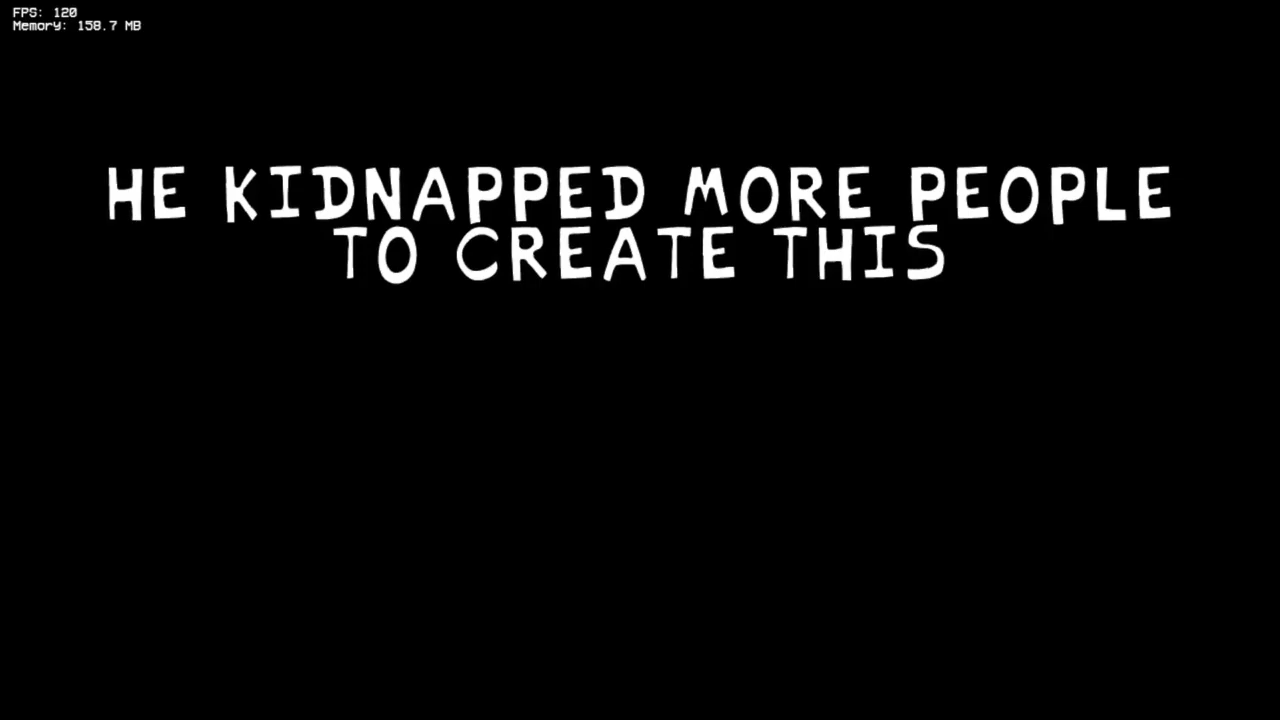 FPS: 120
Memory: 158.7 MB
HE KIDNAPPED MORE PEOPLE
TO CREATE THIS